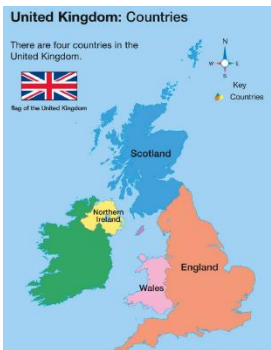 United Kingdom: Countries
There are four countries in the
United Kingdom.
flag of the United Kingdom
N
W
E
S
Key
Countries
Scotland
Northern
Ireland
Wales
England